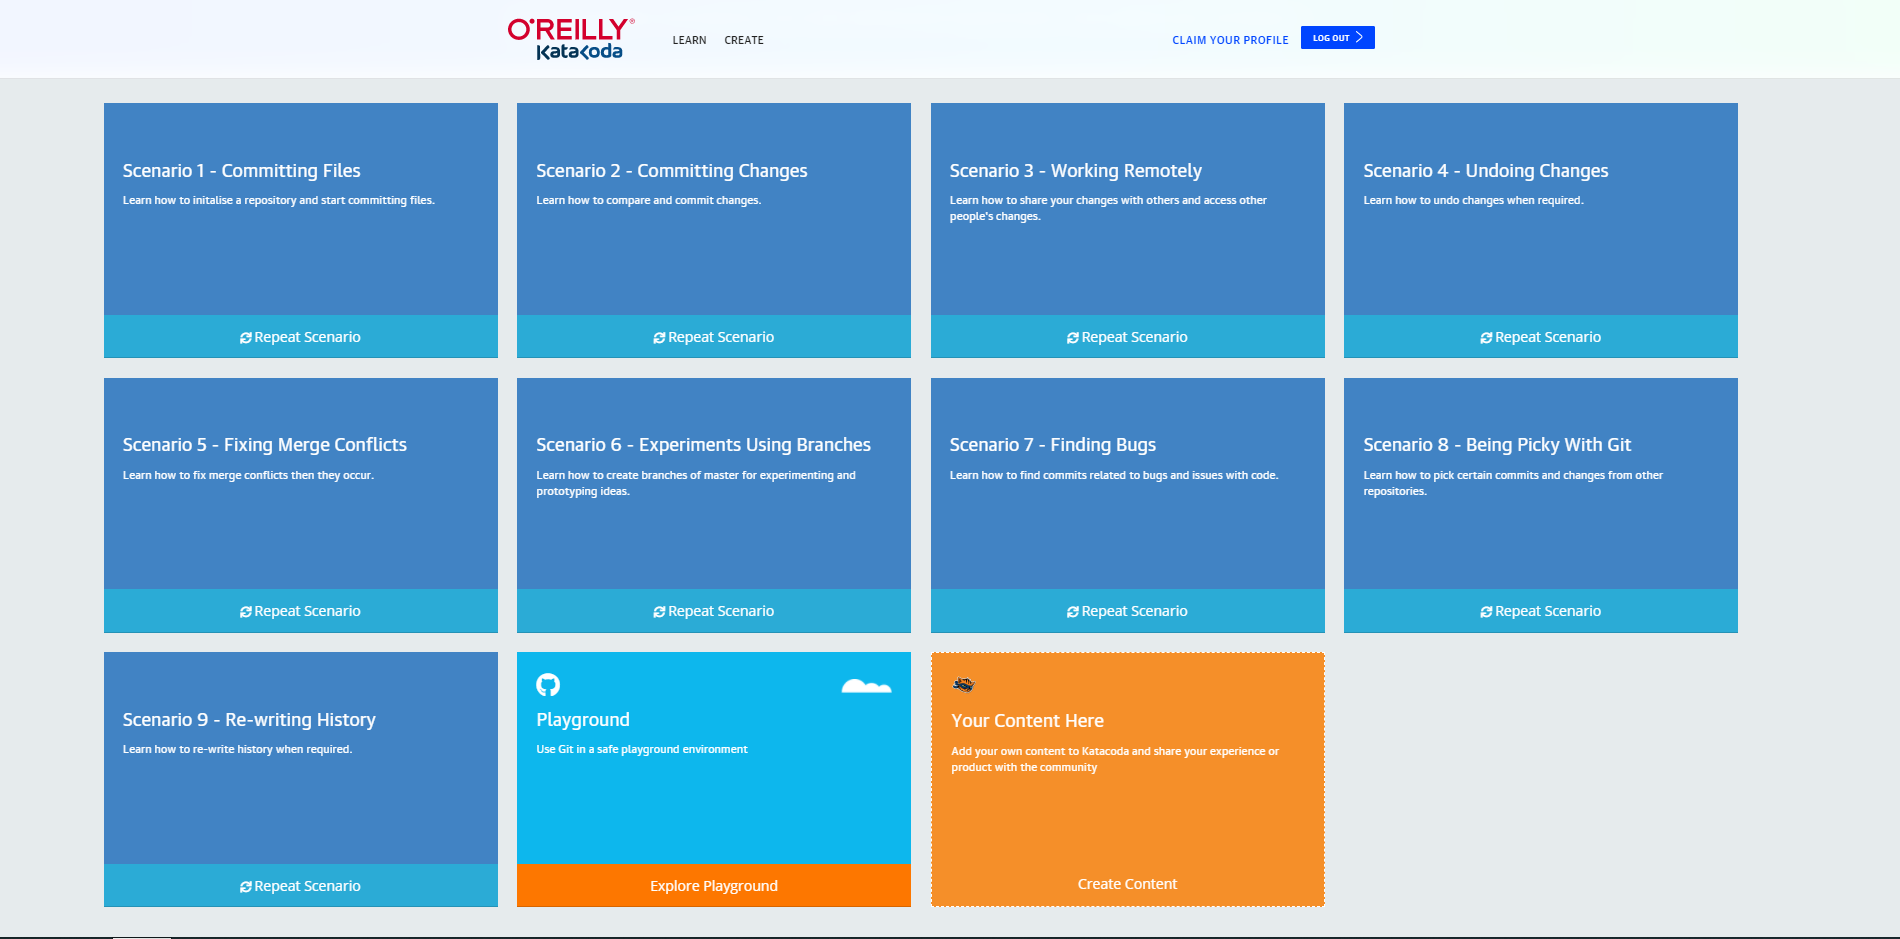 O'REILLY®
Katakoda
LEARN
CREATE
CLAIM YOUR PROFILE
LOG OUT
Scenario 1 - Committing Files
Learn how to initalise a repository and start committing files.
Repeat Scenario
Scenario 2 - Committing Changes
Learn how to compare and commit changes.
Repeat Scenario
Scenario 3 - Working Remotely
Learn how to share your changes with others and access other
people's changes.
Repeat Scenario
Scenario 4 - Undoing Changes
Learn how to undo changes when required.
Repeat Scenario
Scenario 5 - Fixing Merge Conflicts
Learn how to fix merge conflicts then they occur.
Repeat Scenario
Scenario 6 - Experiments Using Branches
Learn how to create branches of master for experimenting and
prototyping ideas.
Repeat Scenario
Scenario 7 - Finding Bugs
Learn how to find commits related to bugs and issues with code.
Repeat Scenario
Scenario 8 - Being Picky With Git
Learn how to pick certain commits and changes from other
repositories.
Repeat Scenario
Scenario 9 - Re-writing History
Learn how to re-write history when required.
Repeat Scenario
Playground
Use Git in a safe playground environment
Explore Playground
Your Content Here
Add your own content to Katacoda and share your experience or
product with the community
Create Content